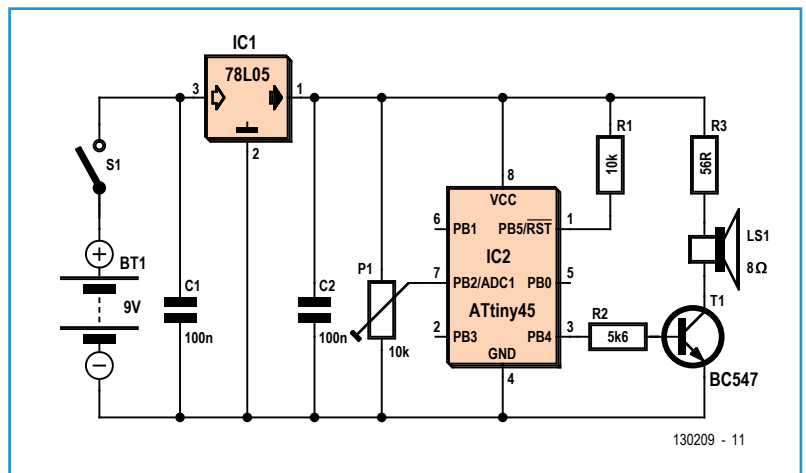 IC1
78L05
3
1
2
S1
BT1
9V
C1
100n
C2
100n
P1
10k
8
VCC
6
PB1
PB5/RST
1
IC2
7
PB2/ADC1
PB0
5
ATtiny45
2
PB3
PB4
3
GND
4
R1
10k
R2
5k6
R3
56R
LS1
8Ω
T1
BC547
130209 - 11